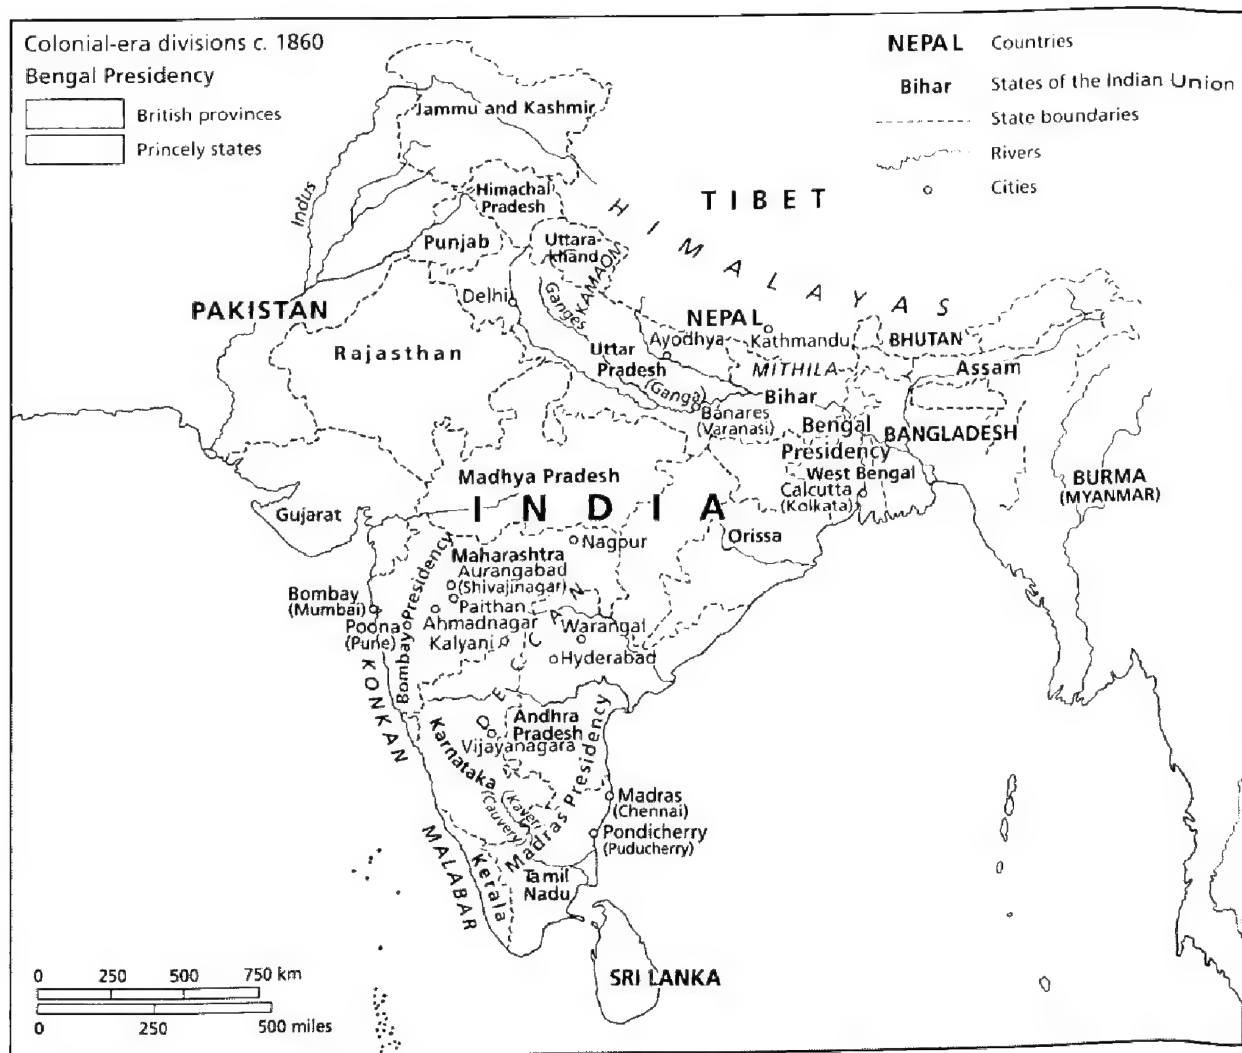 Colonial-era divisions c. 1860
Bengal Presidency
British provinces
Princely states
NEPAL Countries
Bihar States of the Indian Union
State boundaries
Rivers
Cities
Jammu and Kashmir
Indus
Himachal
Pradesh
TIBET
HIMALAYAS
Punjab
Uttara-
khand
KAMAON
Delhi
Ganges
PAKISTAN
NEPAL
Ayodhya
Kathmandu
BHUTAN
Rajasthan
Uttar
Pradesh
MITHILA
Assam
(Ganga)
Bihar
Banares
(Varanasi)
Bengal
Presidency
BANGLADESH
West Bengal
Calcutta
(Kolkata)
BURMA
(MYANMAR)
Madhya Pradesh
INDIA
Gujarat
Orissa
Nagpur
Maharashtra
Aurangabad
(Shivajinagar)
Paithan
Ahmadnagar
Kalyani
Bombay
(Mumbai)
Poona
(Pune)
Bombay Presidency
DECCAN
Warangal
Hyderabad
KONKAN
Andhra
Pradesh
Karnataka
Vijayanagara
(Kaveri
(Cauvery)
Madras Presidency
Madras
(Chennai)
Pondicherry
(Puducherry)
MALABAR
Kerala
Tamil
Nadu
SRI LANKA
0 250 500 750 km
0 250 500 miles